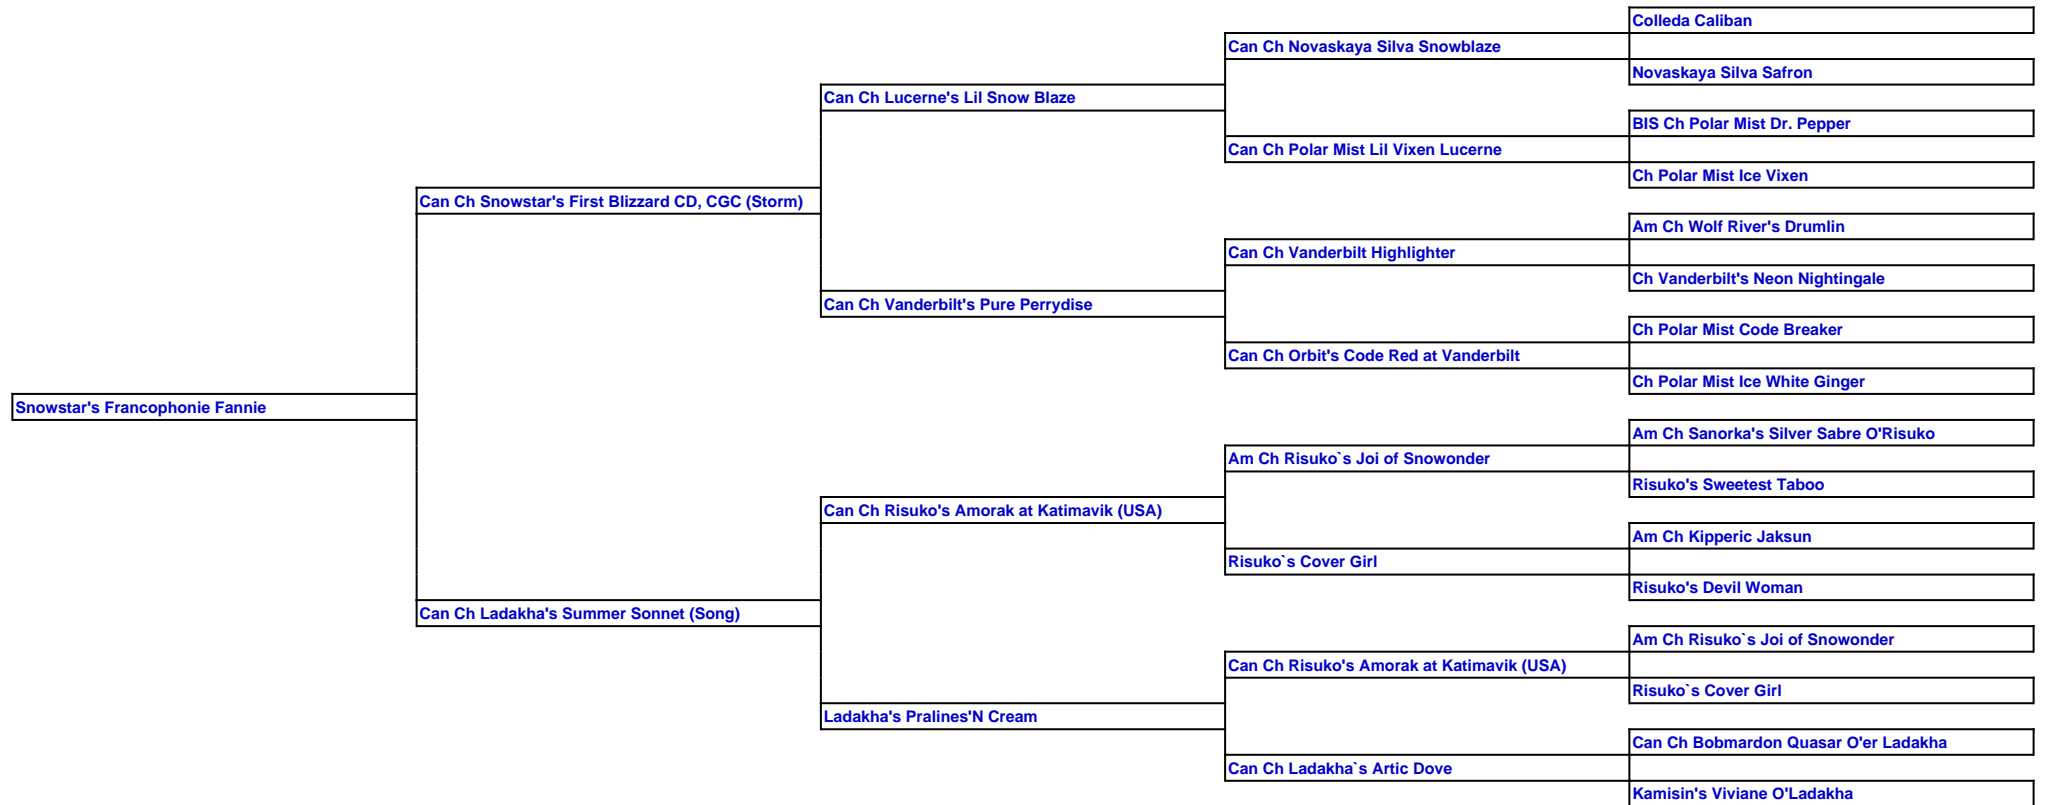 Colleda Caliban
Can Ch Novaskaya Silva Snowblaze
Novaskaya Silva Safron
Can Ch Lucerne's Lil Snow Blaze
BIS Ch Polar Mist Dr. Pepper
Can Ch Polar Mist Lil Vixen Lucerne
Ch Polar Mist Ice Vixen
Can Ch Snowstar's First Blizzard CD, CGC (Storm)
Am Ch Wolf River's Drumlin
Can Ch Vanderbilt Highlighter
Ch Vanderbilt's Neon Nightingale
Can Ch Vanderbilt's Pure Perrydise
Ch Polar Mist Code Breaker
Can Ch Orbit's Code Red at Vanderbilt
Ch Polar Mist Ice White Ginger
Snowstar's Francophonie Fannie
Am Ch Sanorka's Silver Sabre O'Risuko
Am Ch Risuko`s Joi of Snowonder
Risuko's Sweetest Taboo
Can Ch Risuko's Amorak at Katimavik (USA)
Am Ch Kipperic Jaksun
Risuko`s Cover Girl
Risuko's Devil Woman
Can Ch Ladakha's Summer Sonnet (Song)
Am Ch Risuko`s Joi of Snowonder
Can Ch Risuko's Amorak at Katimavik (USA)
Risuko`s Cover Girl
Ladakha's Pralines'N Cream
Can Ch Bobmardon Quasar O'er Ladakha
Can Ch Ladakha`s Artic Dove
Kamisin's Viviane O'Ladakha